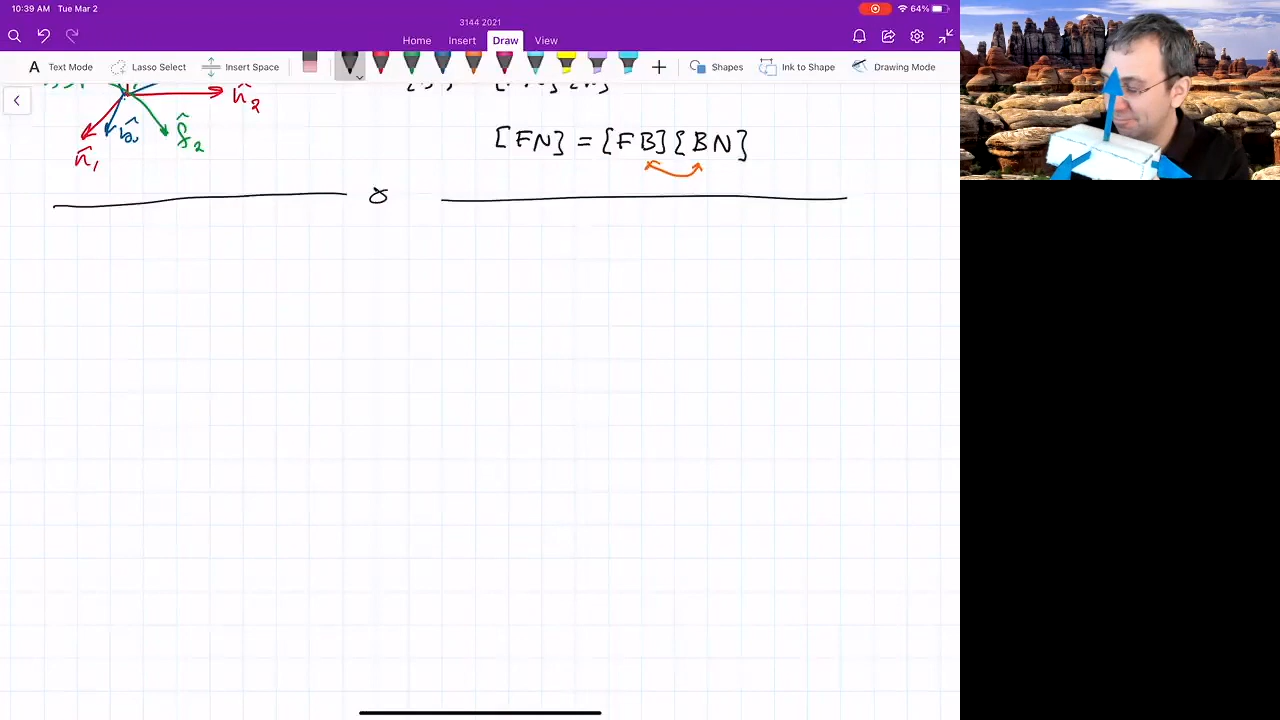 10:39 AM Tue Mar 2
64%
3144 2021
Home Insert Draw View
Text Mode Lasso Select Insert Space Shapes Ink to Shape Drawing Mode
n̂2
n̂1 f̂2
[FN] = [FB][BN]